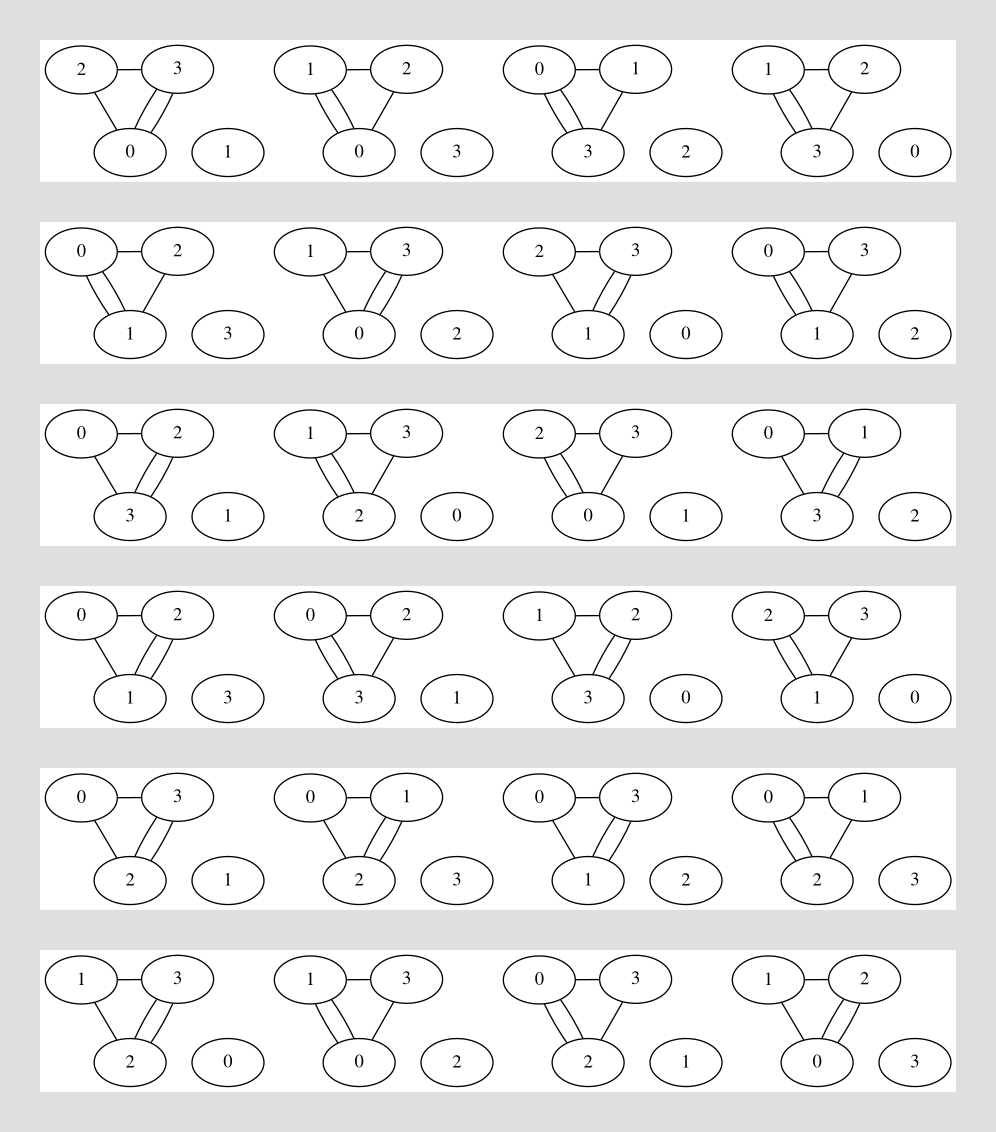 2 3 1 2 0 1 1 2
0 1 0 3 3 2 3 0
0 2 1 3 2 3 0 3
1 3 0 2 1 0 1 2
0 2 1 3 2 3 0 1
3 1 2 0 0 1 3 2
0 2 0 2 1 2 2 3
1 3 3 1 3 0 1 0
0 3 0 1 0 3 0 1
2 1 2 3 1 2 2 3
1 3 1 3 0 3 1 2
2 0 0 2 2 1 0 3